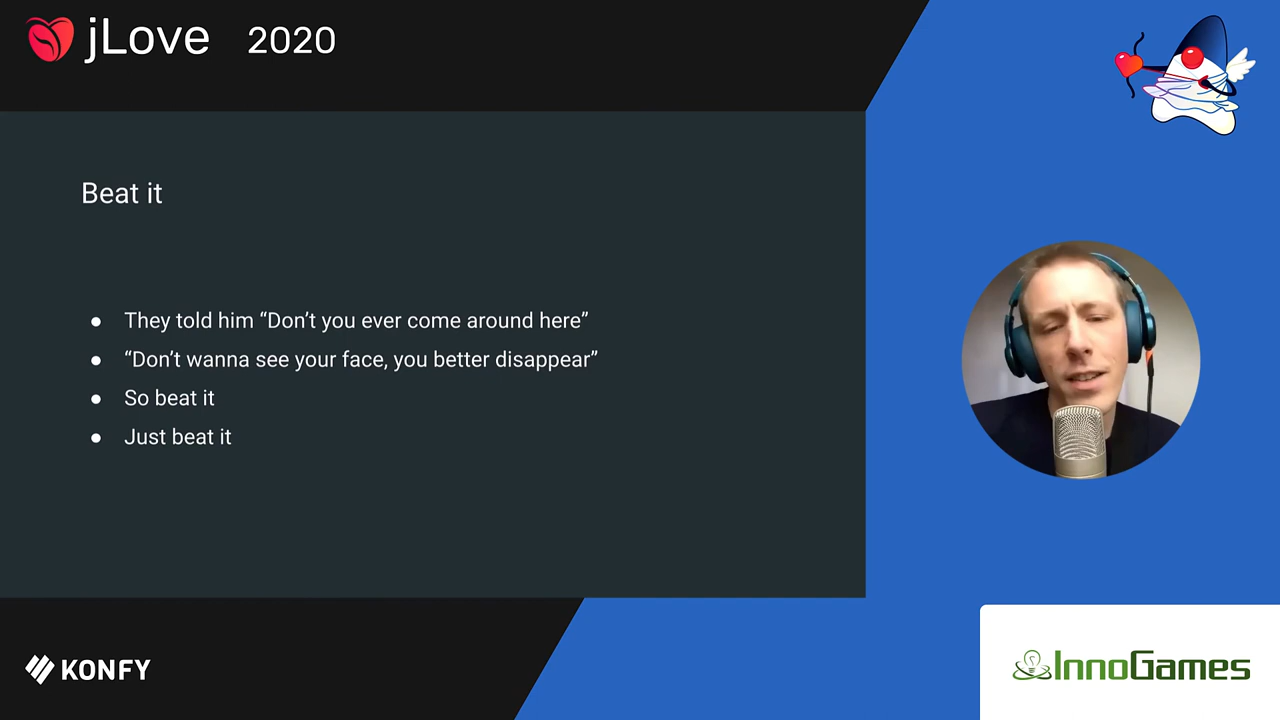 jLove 2020
Beat it
● They told him “Don’t you ever come around here”
● “Don’t wanna see your face, you better disappear”
● So beat it
● Just beat it
KONFY
InnoGames